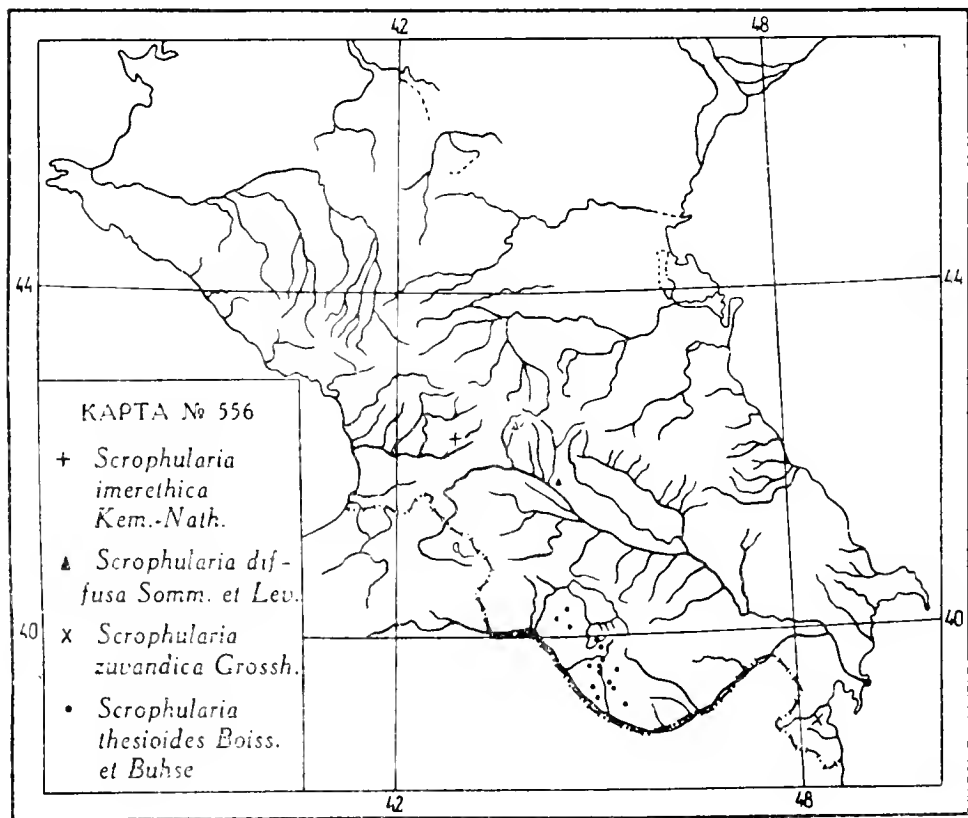 42
48
44
44
КАРТА № 556
+ Scrophularia
imerethica
Kem.-Nath.
▲ Scrophularia dif-
fusa Somm. et Lev.
x Scrophularia
zuvandica Grossh.
• Scrophularia
thesioides Boiss.
et Buhse
40
40
42
48